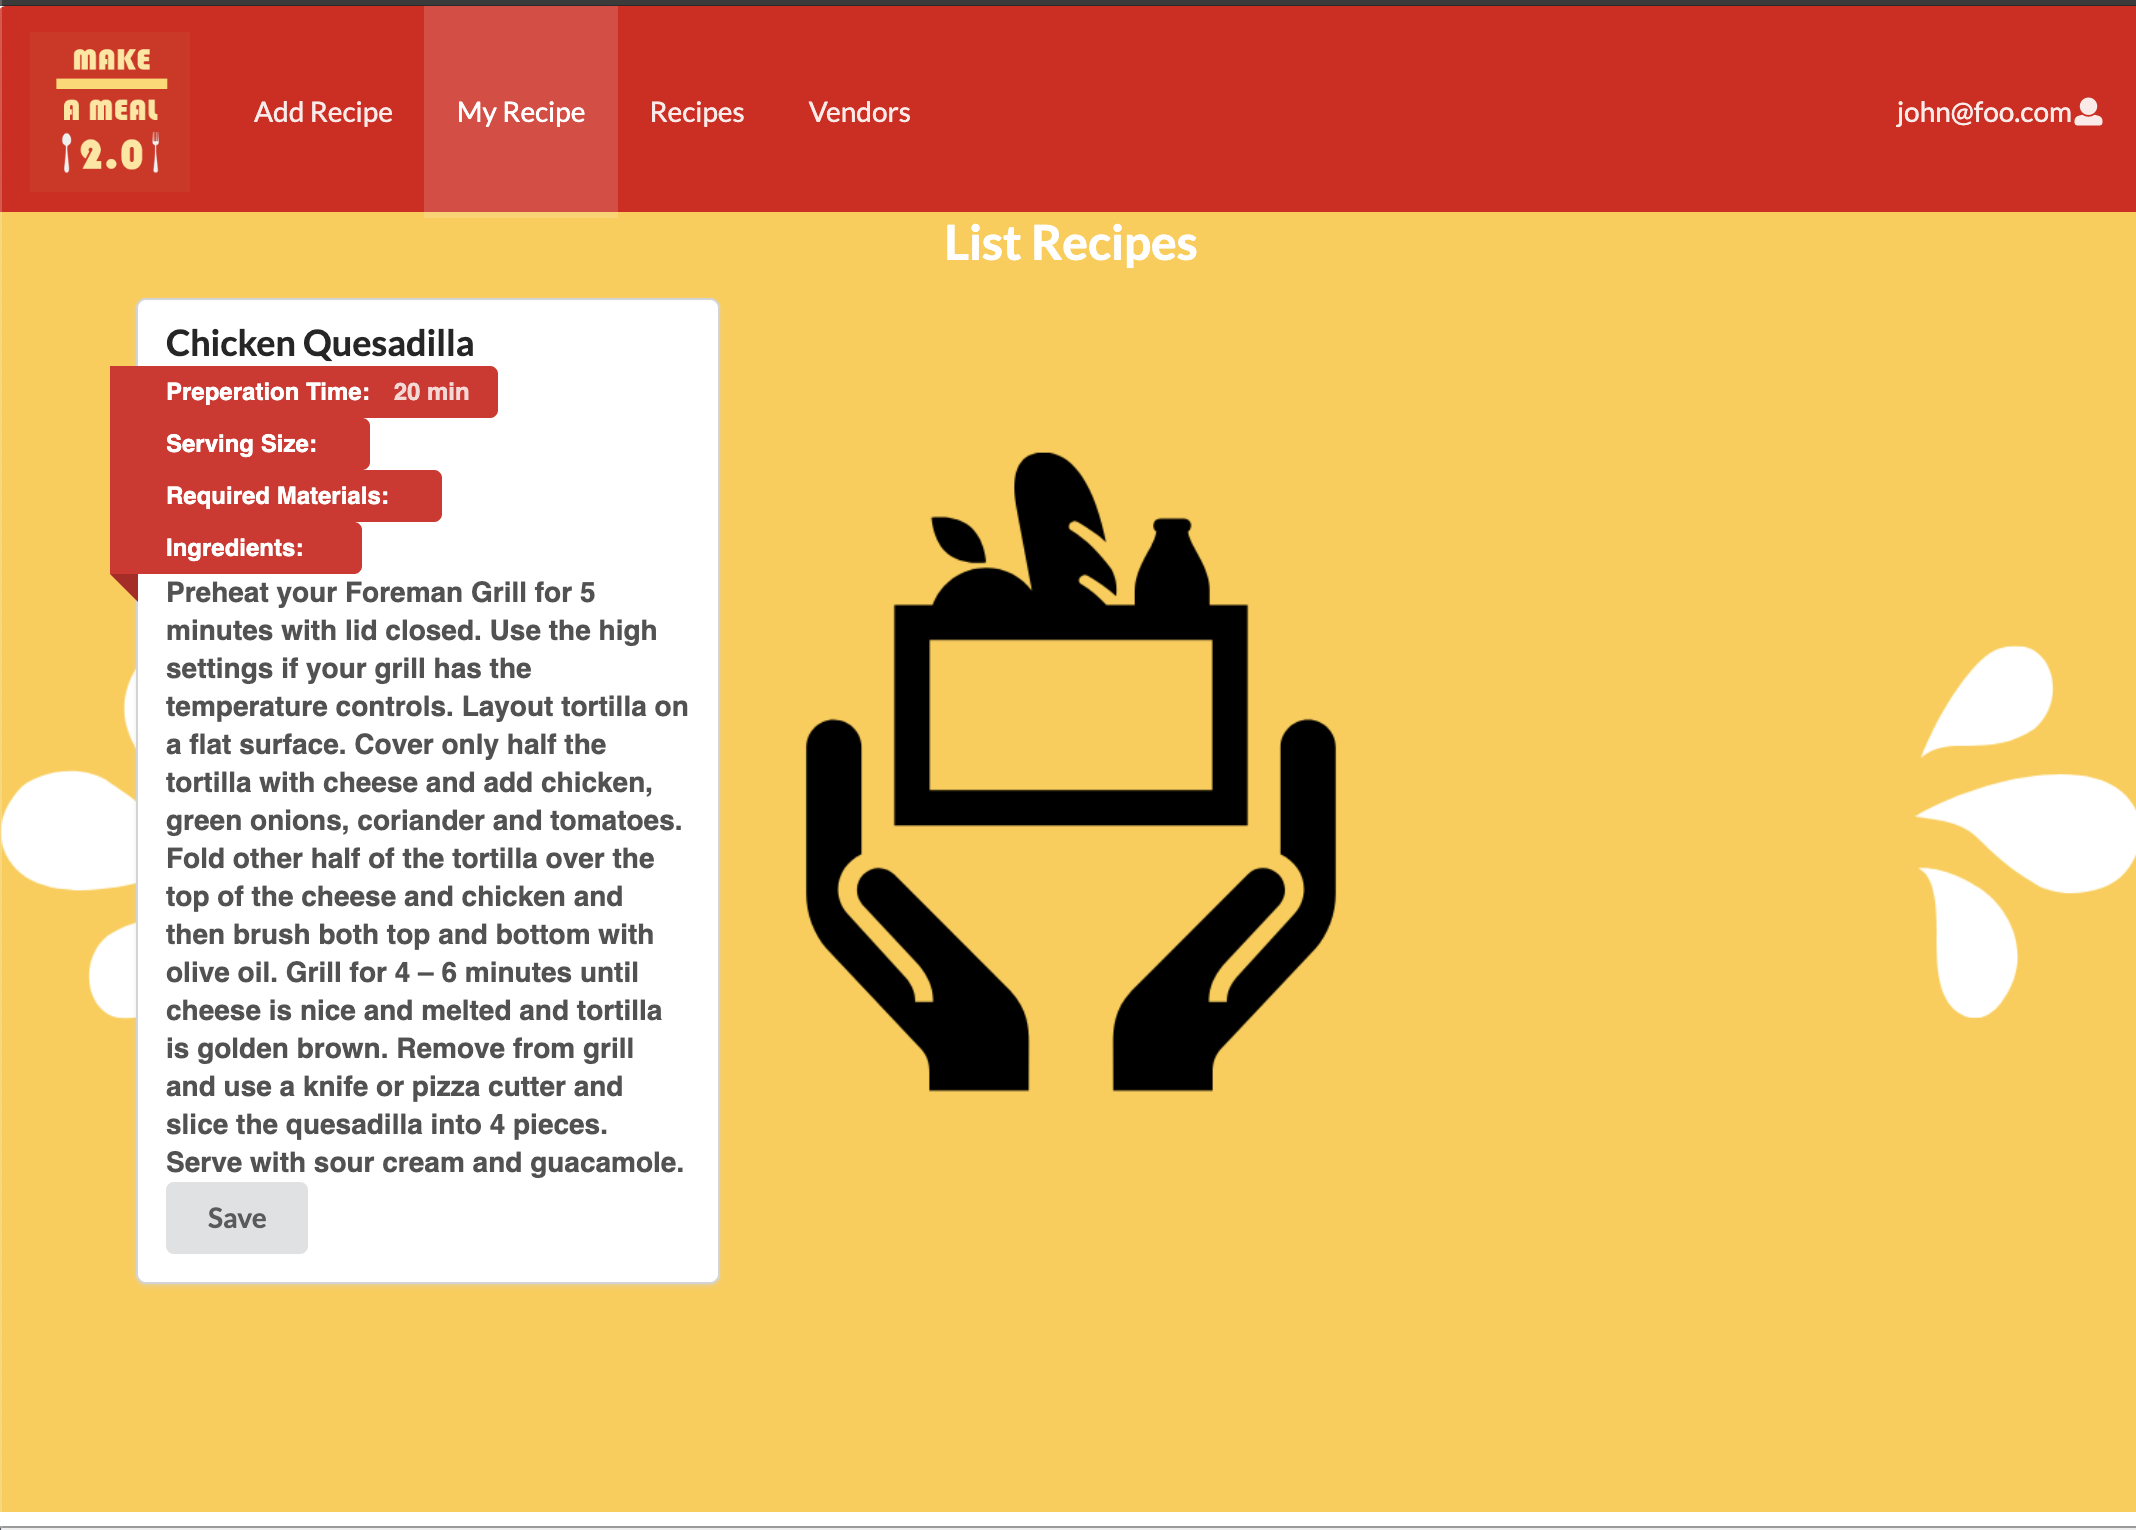 MAKE
A MEAL
2.0
Add Recipe
My Recipe
Recipes
Vendors
john@foo.com
List Recipes
Chicken Quesadilla
Preperation Time: 20 min
Serving Size:
Required Materials:
Ingredients:
Preheat your Foreman Grill for 5
minutes with lid closed. Use the high
settings if your grill has the
temperature controls. Layout tortilla on
a flat surface. Cover only half the
tortilla with cheese and add chicken,
green onions, coriander and tomatoes.
Fold other half of the tortilla over the
top of the cheese and chicken and
then brush both top and bottom with
olive oil. Grill for 4 – 6 minutes until
cheese is nice and melted and tortilla
is golden brown. Remove from grill
and use a knife or pizza cutter and
slice the quesadilla into 4 pieces.
Serve with sour cream and guacamole.
Save